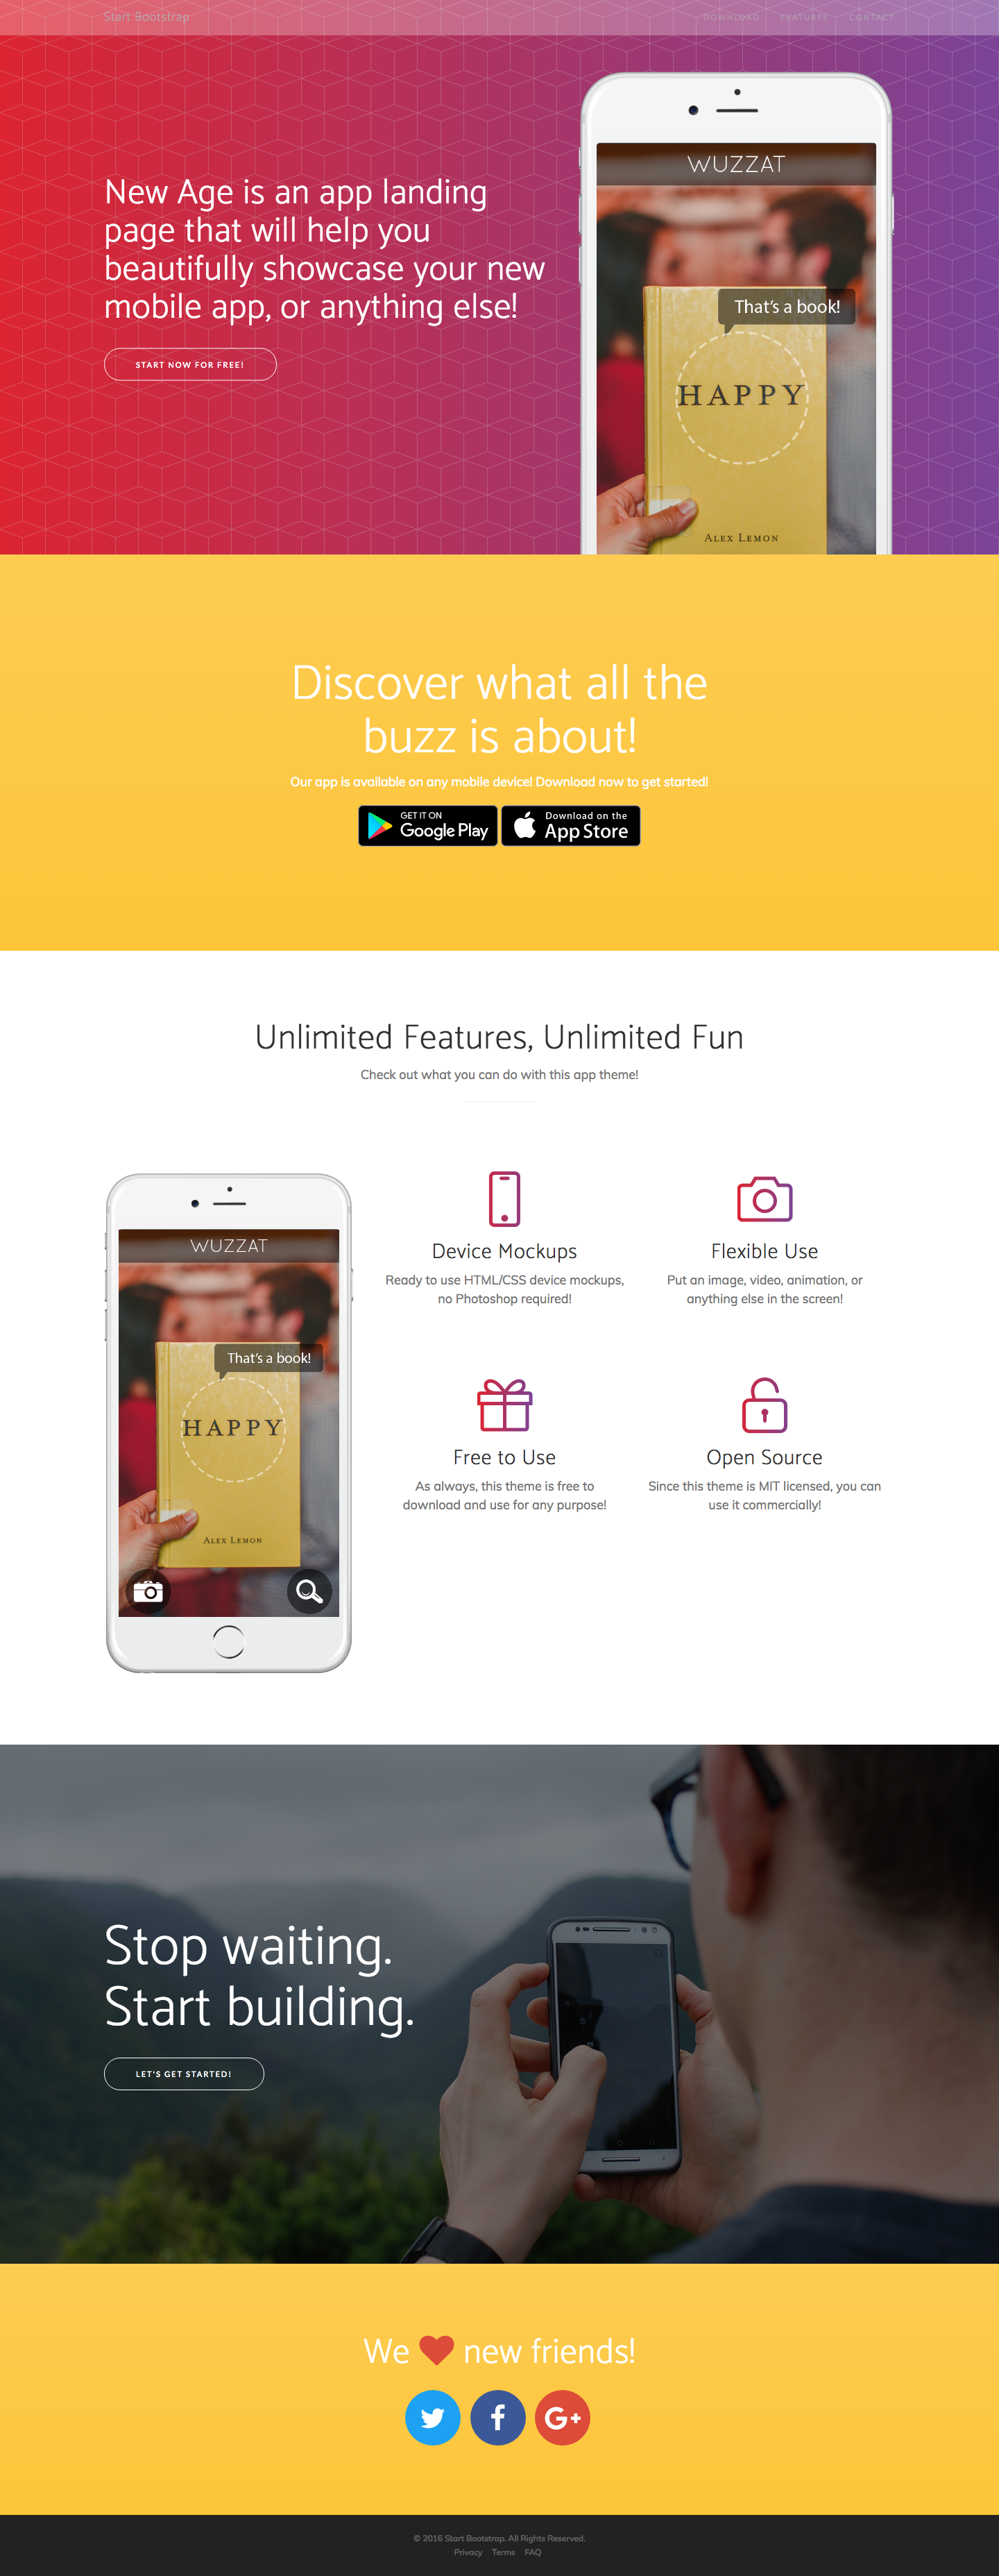 Start Bootstrap
DOWNLOAD FEATURES CONTACT
New Age is an app landing
page that will help you
beautifully showcase your new
mobile app, or anything else!
START NOW FOR FREE!
WUZZAT
That's a book!
HAPPY
ALEX LEMON
Discover what all the
buzz is about!
Our app is available on any mobile device! Download now to get started!
GET IT ON
Google Play
Download on the
App Store
Unlimited Features, Unlimited Fun
Check out what you can do with this app theme!
WUZZAT
That's a book!
HAPPY
ALEX LEMON
Device Mockups
Ready to use HTML/CSS device mockups,
no Photoshop required!
Flexible Use
Put an image, video, animation, or
anything else in the screen!
Free to Use
As always, this theme is free to
download and use for any purpose!
Open Source
Since this theme is MIT licensed, you can
use it commercially!
Stop waiting.
Start building.
LET'S GET STARTED!
We ❤ new friends!
f
G+
© 2016 Start Bootstrap. All Rights Reserved.
Privacy Terms FAQ